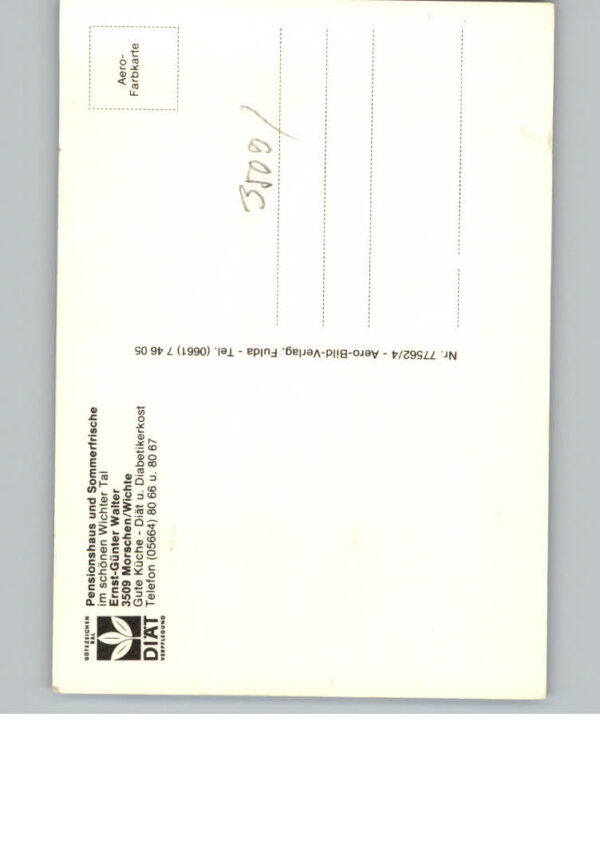 GÜTEZEICHEN
RAL
DIÄT
VERPFLEGUNG
Pensionshaus und Sommerfrische
im schönen Wichter Tal
Ernst-Günter Walter
3509 Morschen/Wichte
Gute Küche - Diät u. Diabetikerkost
Telefon (05664) 80 66 u. 80 67
Nr. 77562/4 - Aero-Bild-Verlag, Fulda - Tel. (0661) 7 46 05
Aero-
Farbkarte
3509/